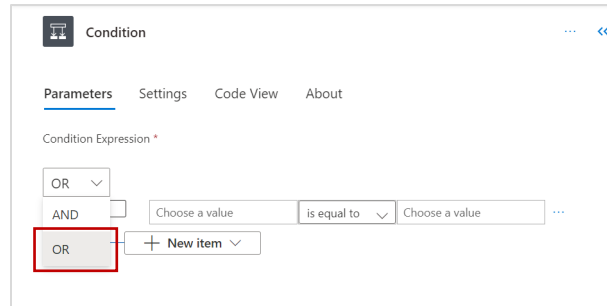 Condition
Parameters Settings Code View About
Condition Expression *
OR
AND
Choose a value is equal to Choose a value
OR
New item